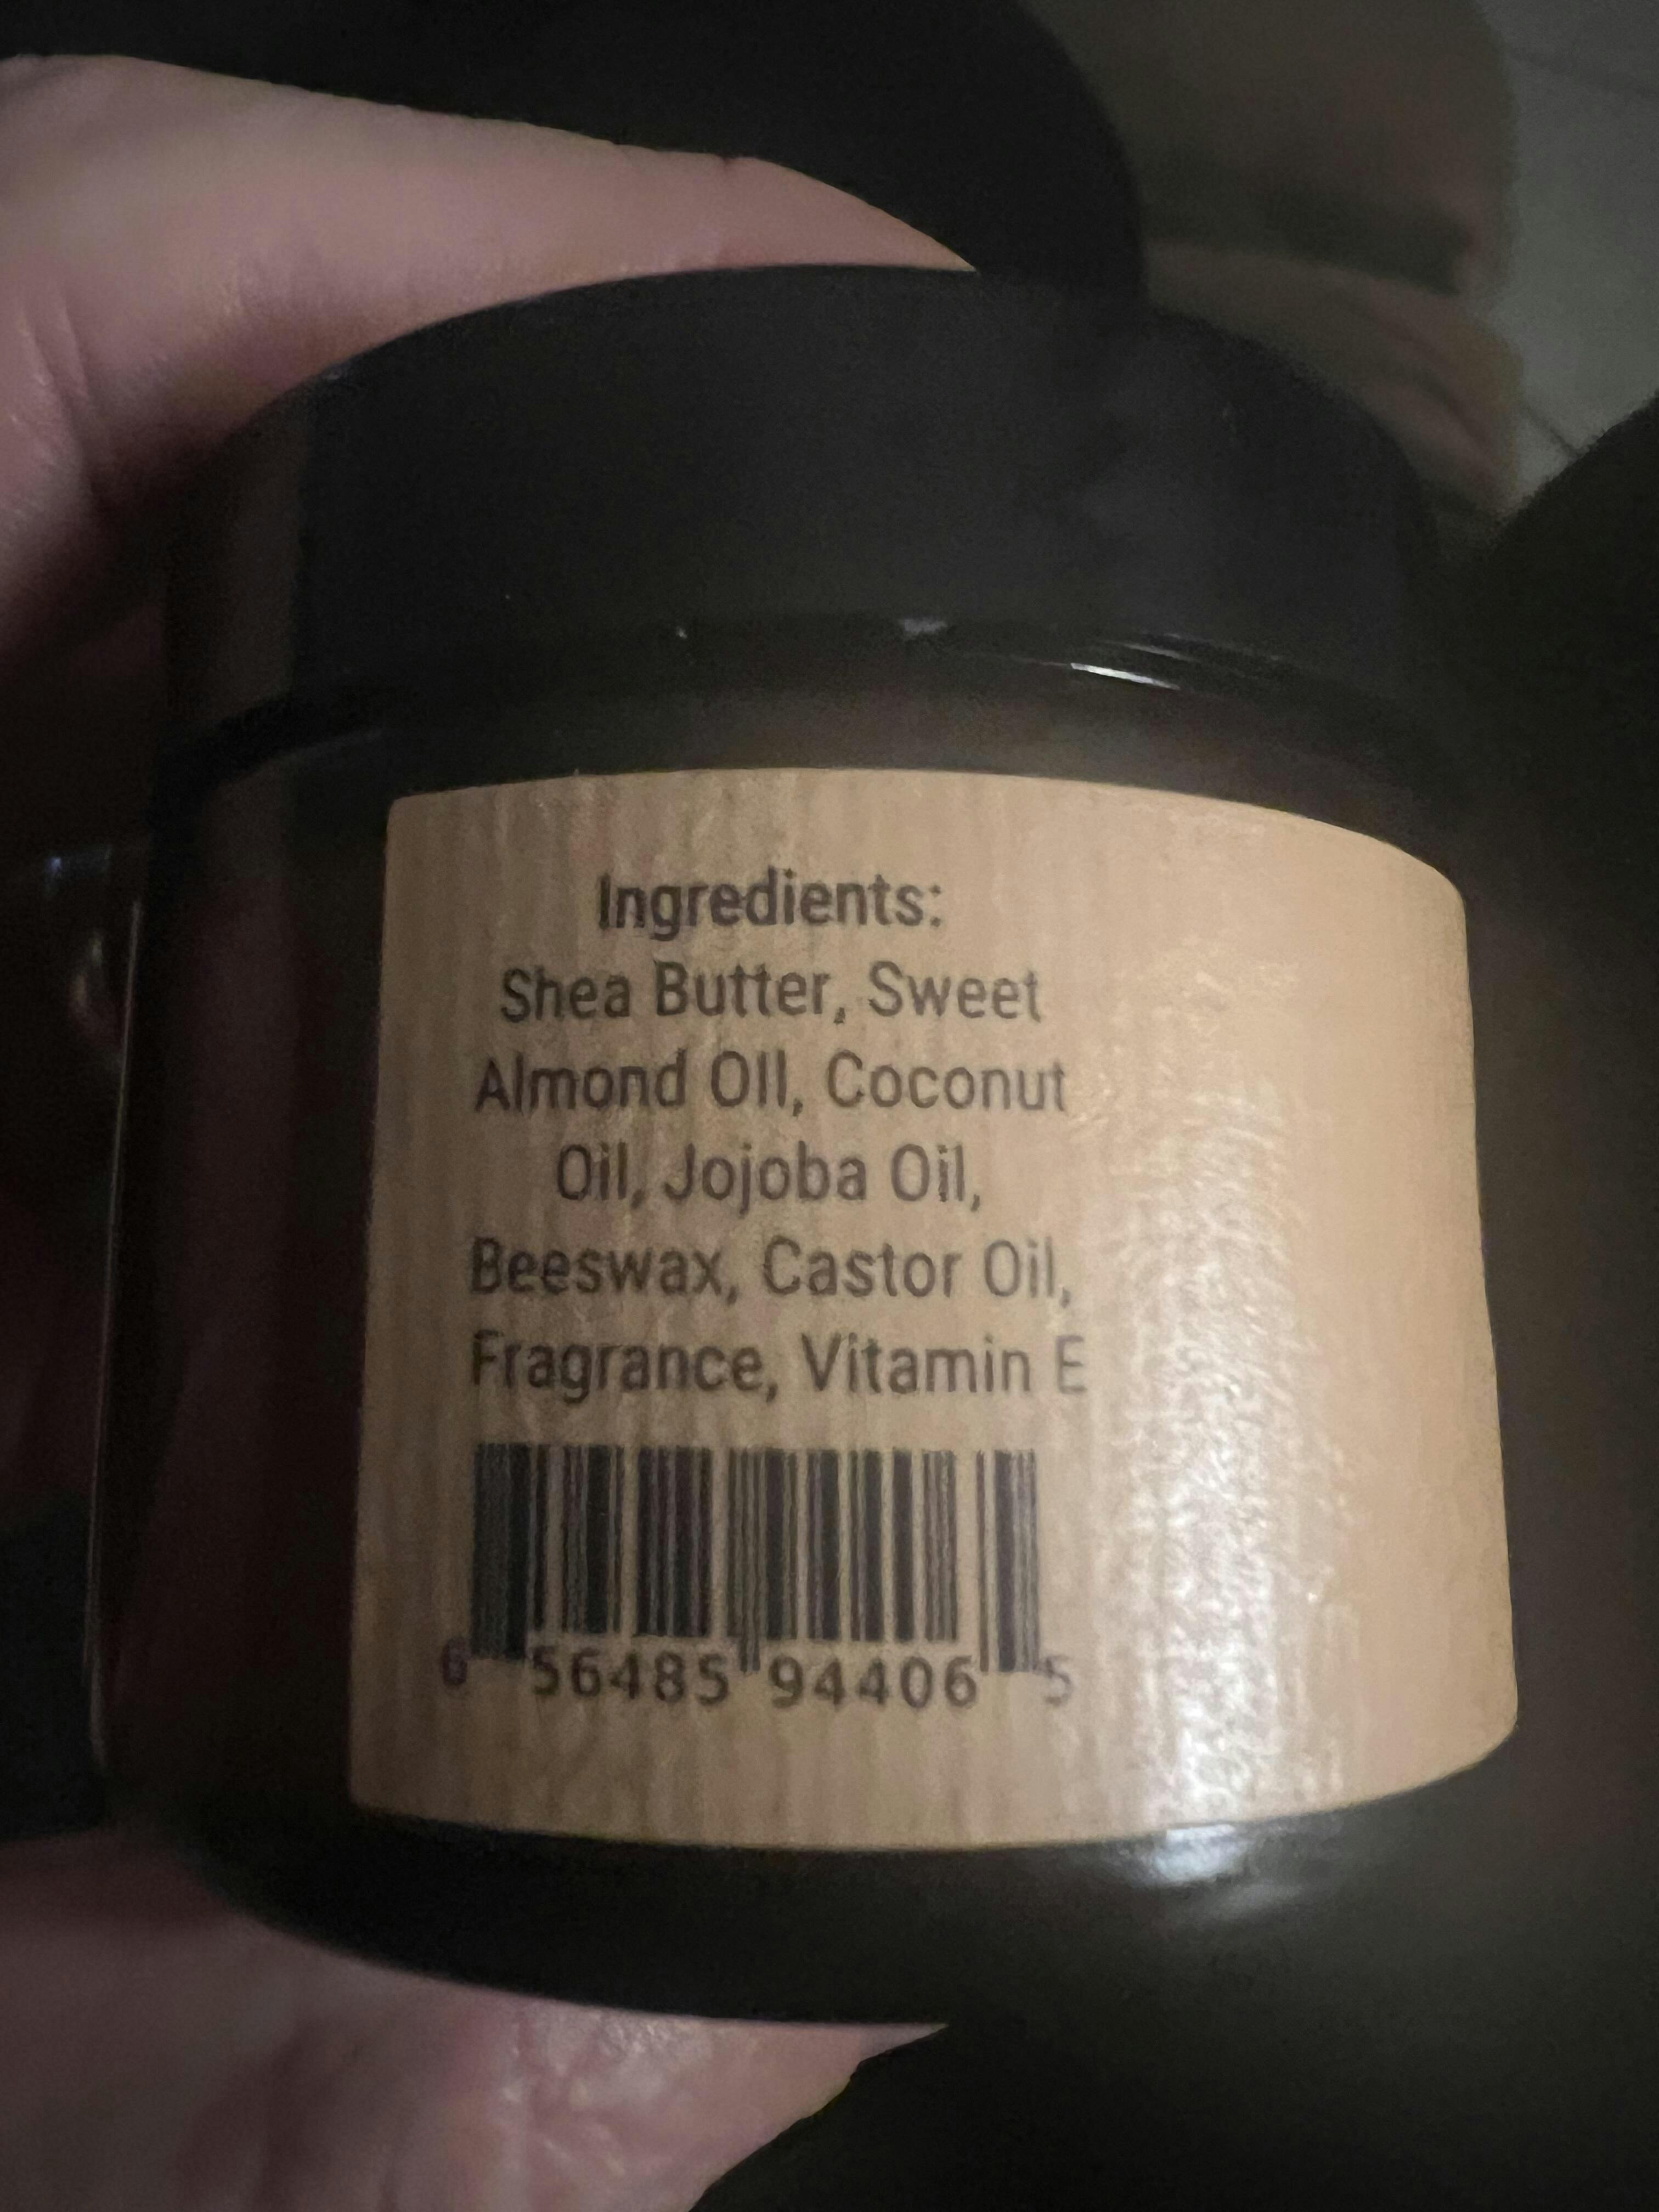 Ingredients:
Shea Butter, Sweet
Almond OIl, Coconut
Oil, Jojoba Oil,
Beeswax, Castor Oil,
Fragrance, Vitamin E
6 56485 94406 5